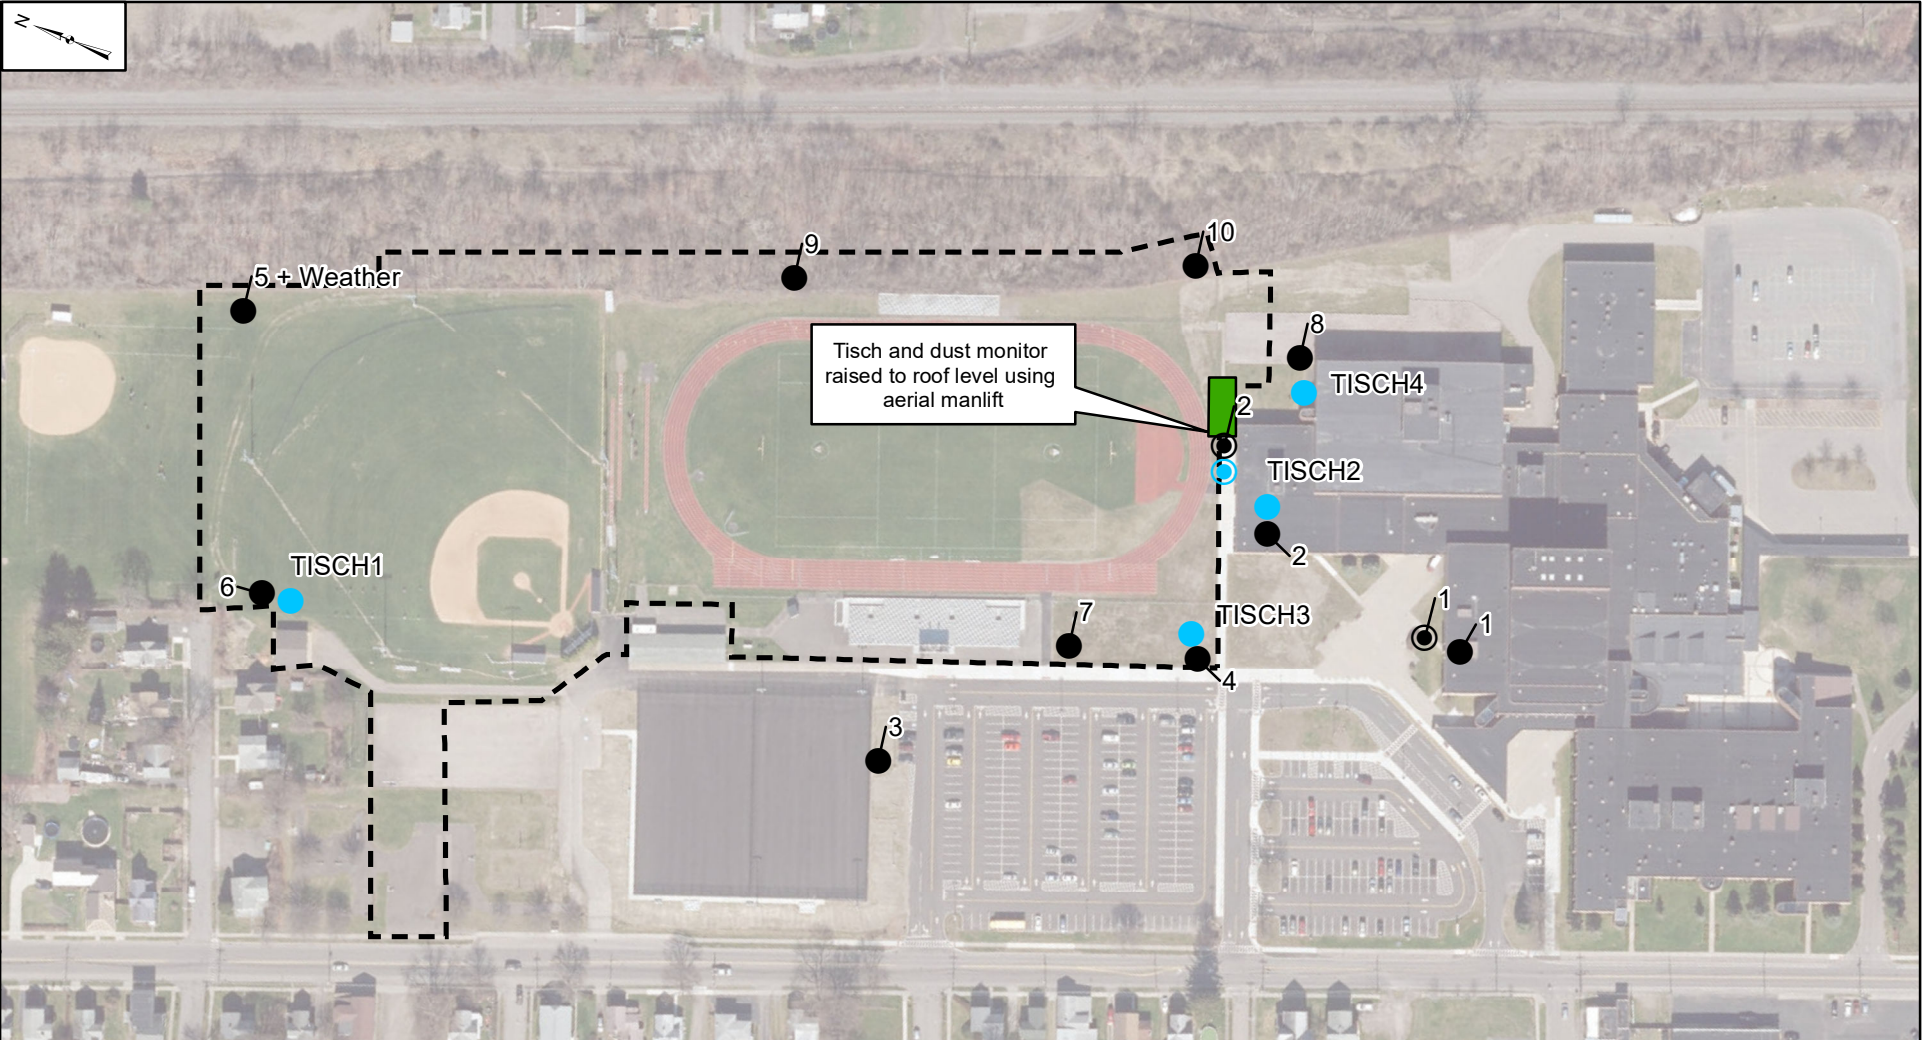 N
10
9
5 + Weather
8
Tisch and dust monitor
raised to roof level using
aerial manlift
TISCH4
2
TISCH2
2
TISCH1
6
1
7
TISCH3
1
4
3